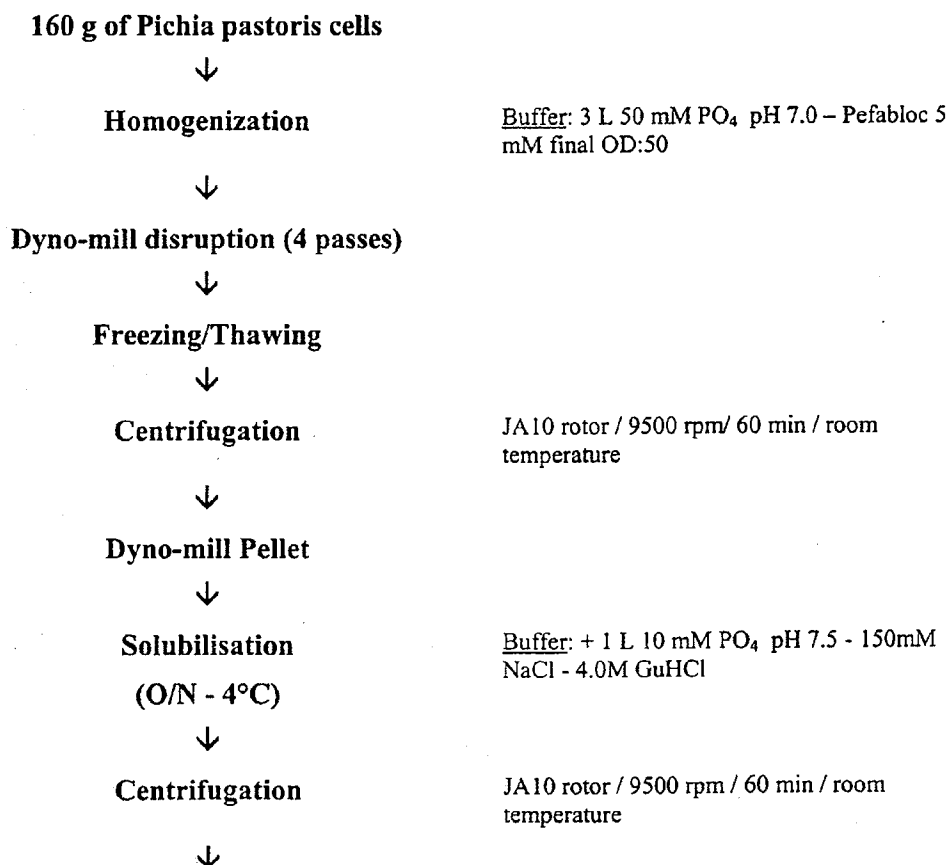 160 g of Pichia pastoris cells
↓
Homogenization
Buffer: 3 L 50 mM PO₄ pH 7.0 – Pefabloc 5
mM final OD:50
↓
Dyno-mill disruption (4 passes)
↓
Freezing/Thawing
↓
Centrifugation
JA10 rotor / 9500 rpm/ 60 min / room
temperature
↓
Dyno-mill Pellet
↓
Solubilisation
(O/N - 4°C)
Buffer: + 1 L 10 mM PO₄ pH 7.5 - 150mM
NaCl - 4.0M GuHCl
↓
Centrifugation
JA10 rotor / 9500 rpm / 60 min / room
temperature
↓